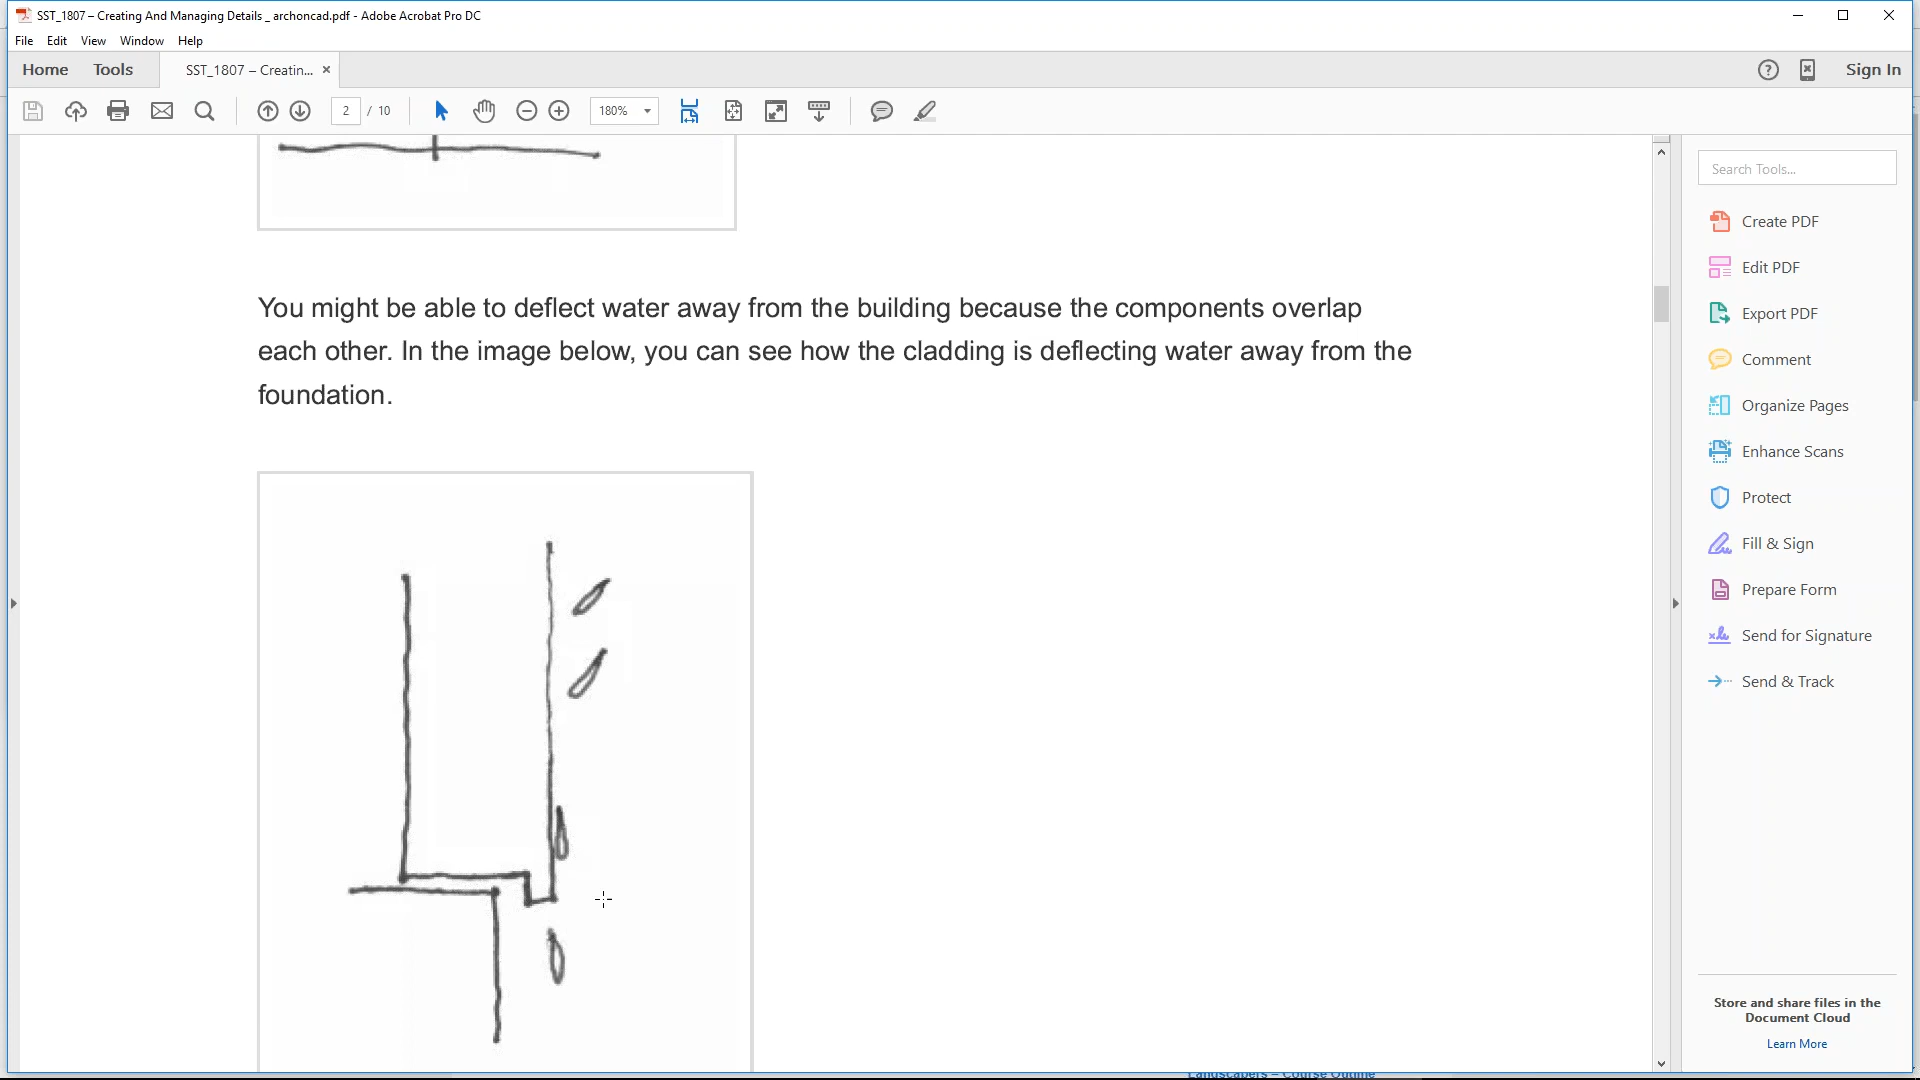 SST_1807 – Creating And Managing Details _ archoncad.pdf - Adobe Acrobat Pro DC
File Edit View Window Help
Home Tools SST_1807 – Creatin... × Sign In
2 / 10 180%
Search Tools...
Create PDF
Edit PDF
Export PDF
Comment
Organize Pages
Enhance Scans
Protect
Fill & Sign
Prepare Form
Send for Signature
Send & Track
Store and share files in the
Document Cloud
Learn More
You might be able to deflect water away from the building because the components overlap
each other. In the image below, you can see how the cladding is deflecting water away from the
foundation.
Landscapers – Course Outline